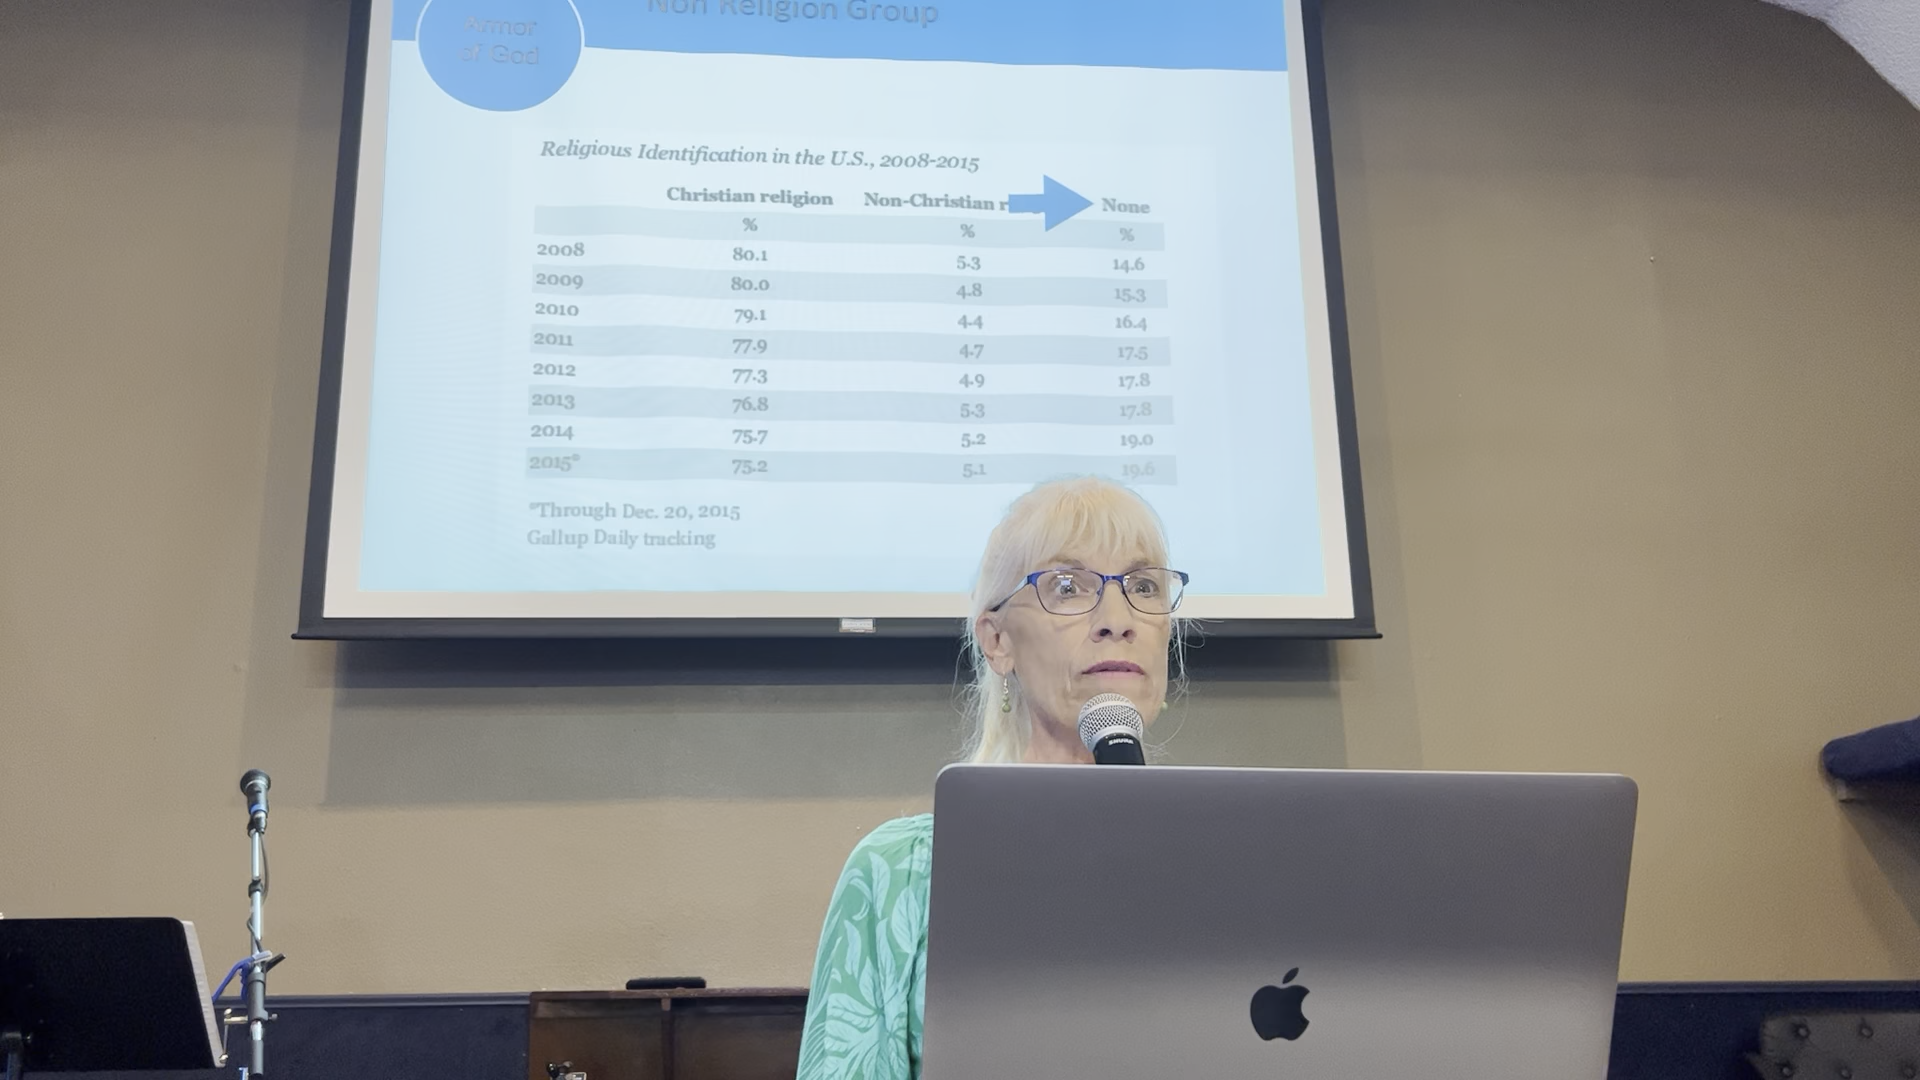 Armor
of God
Non Religion Group
Religious Identification in the U.S., 2008-2015
Christian religion Non-Christian r None
% % %
2008 80.1 5.3 14.6
2009 80.0 4.8 15.3
2010 79.1 4.4 16.4
2011 77.9 4.7 17.5
2012 77.3 4.9 17.8
2013 76.8 5.3 17.8
2014 75.7 5.2 19.0
2015* 75.2 5.1 19.6
*Through Dec. 20, 2015
Gallup Daily tracking
SHURE